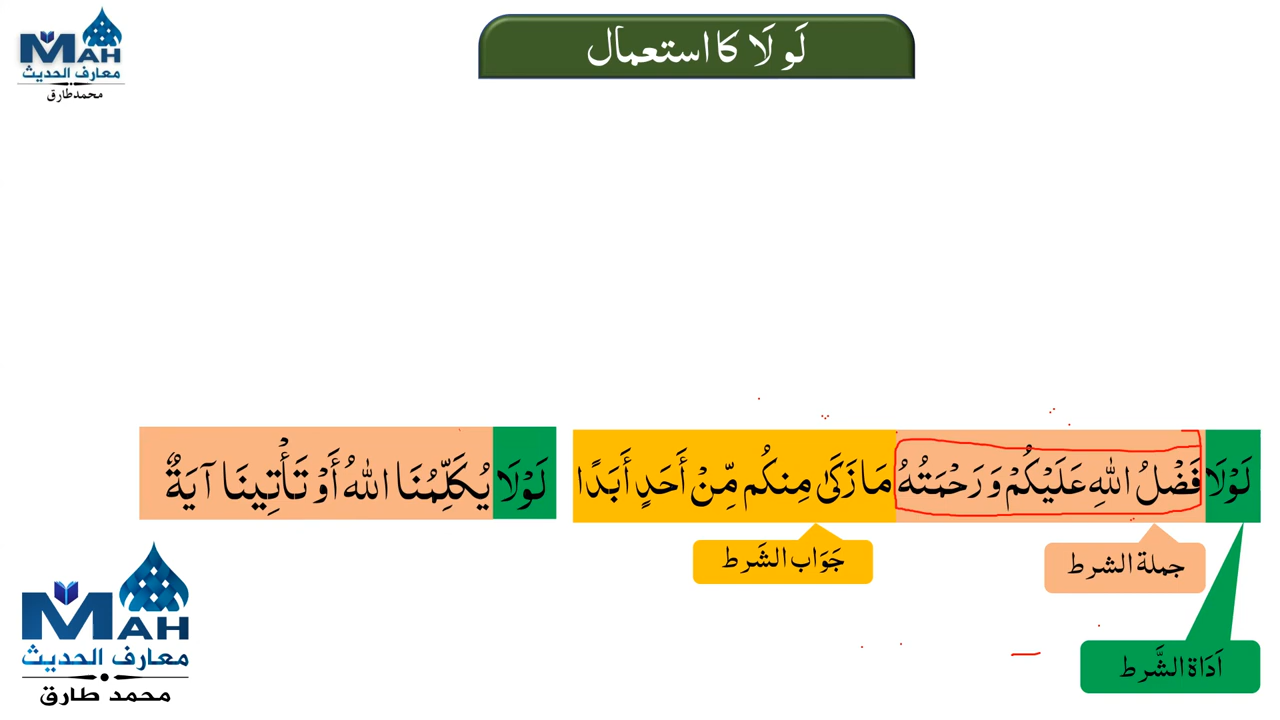 MAH
معارف الحديث
محمد طارق
لَو لَا کا استعمال
لَوْلَا فَضْلُ اللهِ عَلَيْكُمْ وَرَحْمَتُهُ مَا زَكَىٰ مِنكُم مِّنْ أَحَدٍ أَبَدًا
لَوْلَا يُكَلِّمُنَا اللهُ أَوْ تَأْتِينَا آيَةٌ
جملة الشرط
جَوَاب الشَرط
اَدَاة الشَّرط
MAH
معارف الحديث
محمد طارق